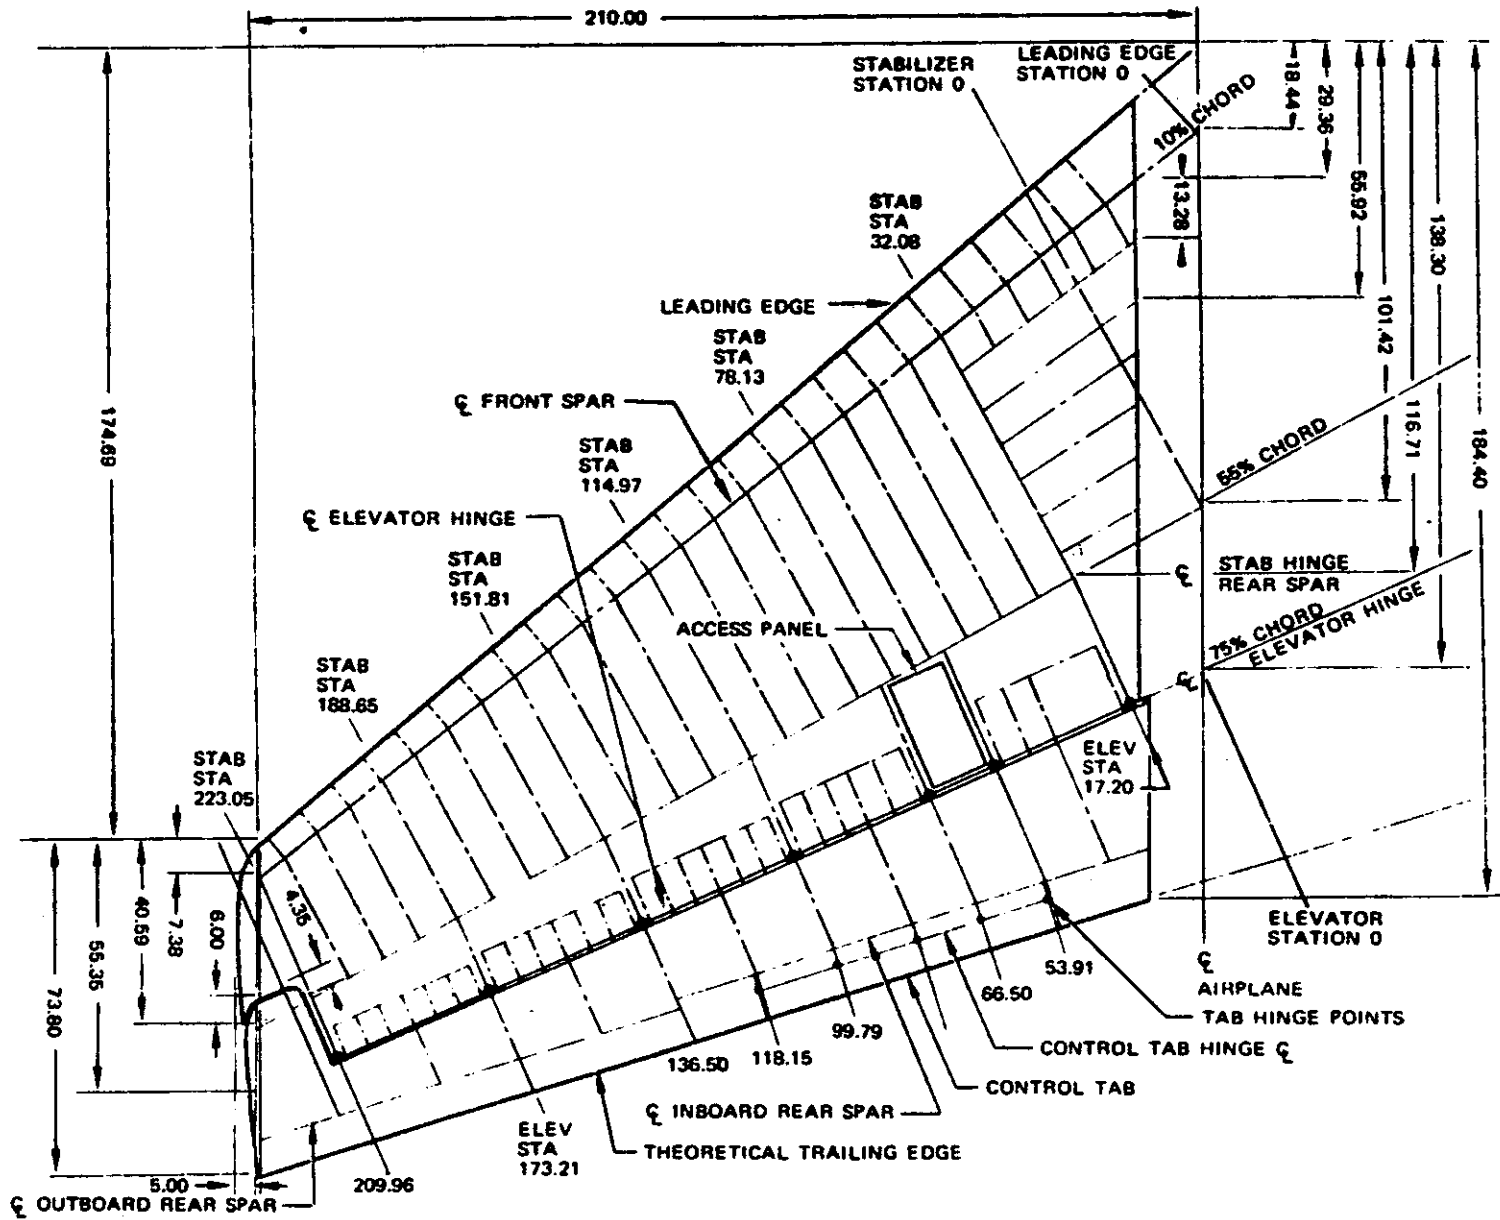 210.00
STABILIZER
STATION 0
LEADING EDGE
STATION 0
18.44
29.36
10% CHORD
13.28
55.92
101.42
116.71
138.30
184.40
STAB
STA
32.08
LEADING EDGE
STAB
STA
78.13
174.69
℄ FRONT SPAR
STAB
STA
114.97
55% CHORD
℄ ELEVATOR HINGE
STAB
STA
151.81
℄ STAB HINGE
REAR SPAR
ACCESS PANEL
75% CHORD
ELEVATOR HINGE
℄
STAB
STA
188.65
STAB
STA
223.05
ELEV
STA
17.20
4.35
6.00
7.38
40.59
55.35
73.80
ELEVATOR
STATION 0
53.91
66.50
℄
AIRPLANE
TAB HINGE POINTS
99.79
118.15
136.50
CONTROL TAB HINGE ℄
CONTROL TAB
℄ INBOARD REAR SPAR
ELEV
STA
173.21
THEORETICAL TRAILING EDGE
5.00
209.96
℄ OUTBOARD REAR SPAR